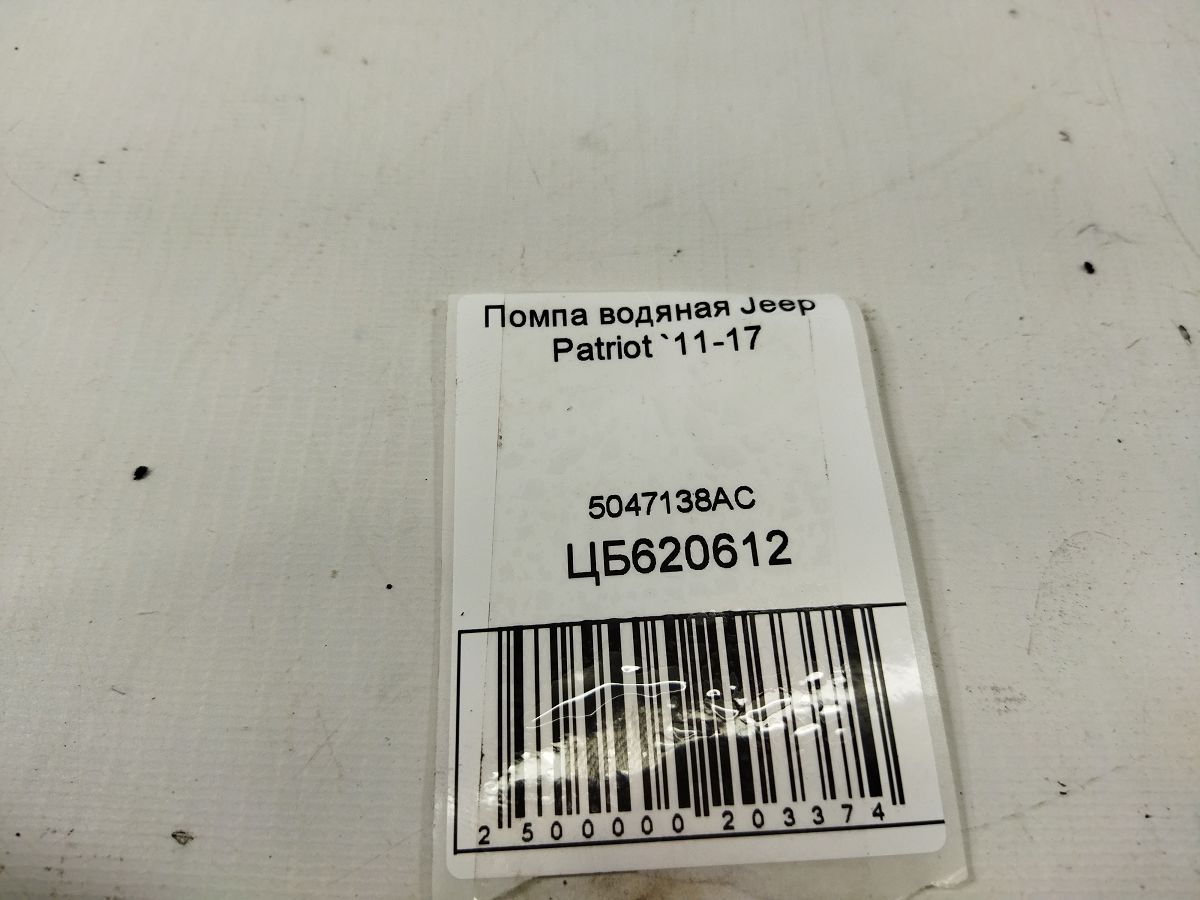 Помпа водяная Jeep
Patriot `11-17
5047138AC
ЦБ620612
2 500000 203374